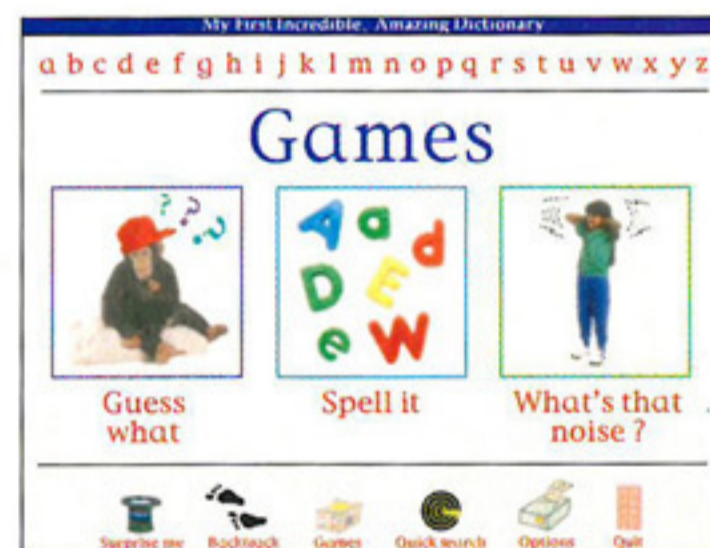 My First Incredible, Amazing Dictionary
a b c d e f g h i j k l m n o p q r s t u v w x y z
Games
A a d
D E
e W
Guess what
Spell it
What's that noise ?
Surprise me Backtrack Games Quick search Options Quit